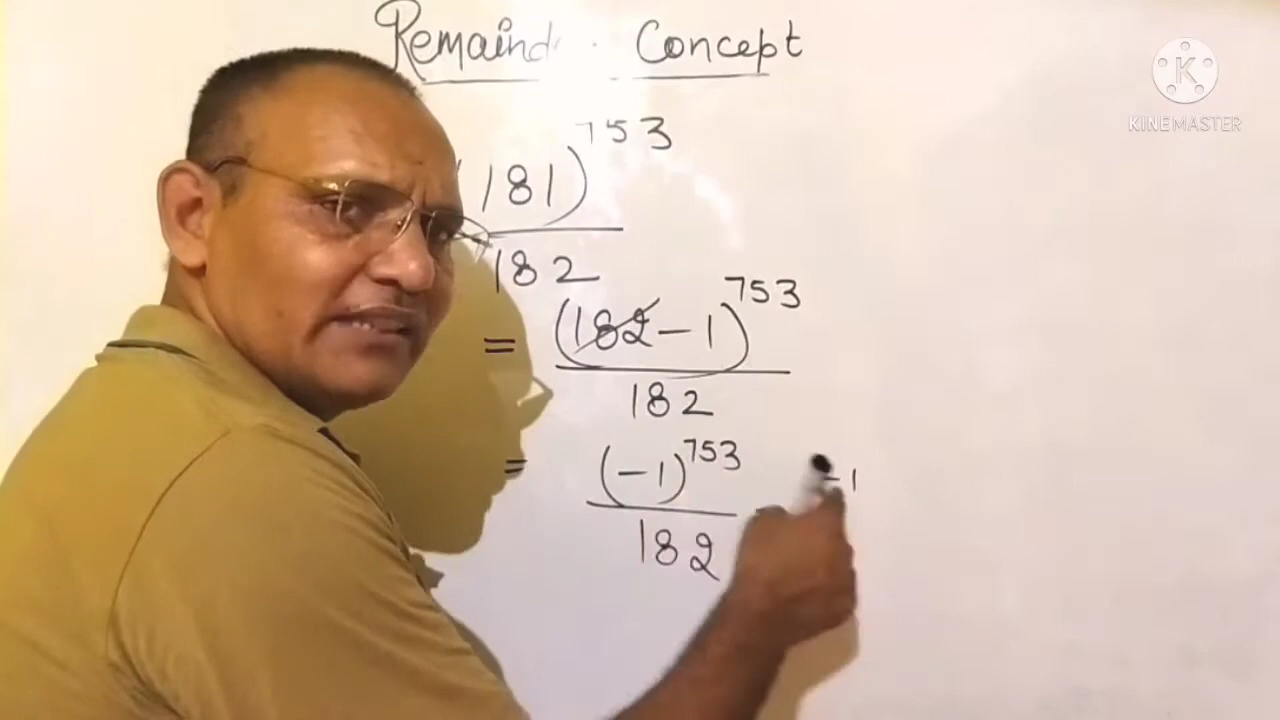 Remainder Concept
(181)^753
182
= (182-1)^753
182
= (-1)^753 -1
182
KINEMASTER